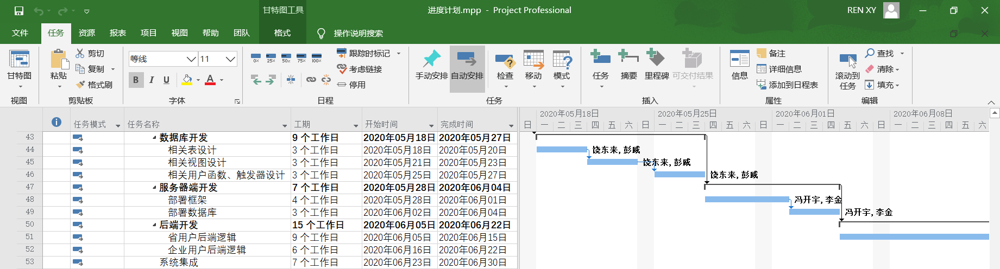 甘特图工具
进度计划.mpp - Project Professional
REN XY
文件 任务 资源 报表 项目 视图 帮助 团队 格式 操作说明搜索
甘特图
视图
粘贴
剪切
复制
格式刷
剪贴板
等线 11
B I U A
字体
0% 25% 50% 75% 100%
跟踪时标记
考虑链接
停用
日程
手动安排 自动安排 检查 移动 模式
任务
任务 摘要 里程碑 可交付结果
插入
信息
备注
详细信息
添加到日程表
属性
滚动到
任务
查找
清除
填充
编辑
任务模式 任务名称 工期 开始时间 完成时间
2020年05月18日 2020年05月25日 2020年06月01日 2020年06月08日
日 一 二 三 四 五 六 日 一 二 三 四 五 六 日 一 二 三 四 五 六 日 一 二 三 四 五 六
43 数据库开发 9 个工作日 2020年05月18日 2020年05月27日
44 相关表设计 3 个工作日 2020年05月18日 2020年05月20日 饶东来, 彭威
45 相关视图设计 3 个工作日 2020年05月21日 2020年05月23日 饶东来, 彭威
46 相关用户函数、触发器设计 3 个工作日 2020年05月25日 2020年05月27日 饶东来, 彭威
47 服务器端开发 7 个工作日 2020年05月28日 2020年06月04日
48 部署框架 4 个工作日 2020年05月28日 2020年06月01日 冯开宇, 李金
49 部署数据库 3 个工作日 2020年06月02日 2020年06月04日 冯开宇, 李金
50 后端开发 15 个工作日 2020年06月05日 2020年06月22日
51 省用户后端逻辑 9 个工作日 2020年06月05日 2020年06月15日
52 企业用户后端逻辑 6 个工作日 2020年06月16日 2020年06月22日
53 系统集成 7 个工作日 2020年06月23日 2020年06月30日